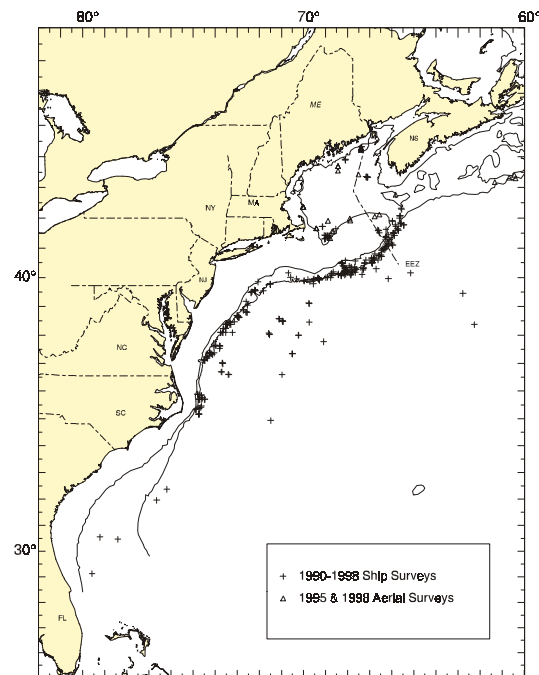 80° 70° 60°
ME
NS
NY MA
EEZ
40°
NJ
NC
SC
30°
+ 1990-1998 Ship Surveys
△ 1995 & 1998 Aerial Surveys
FL